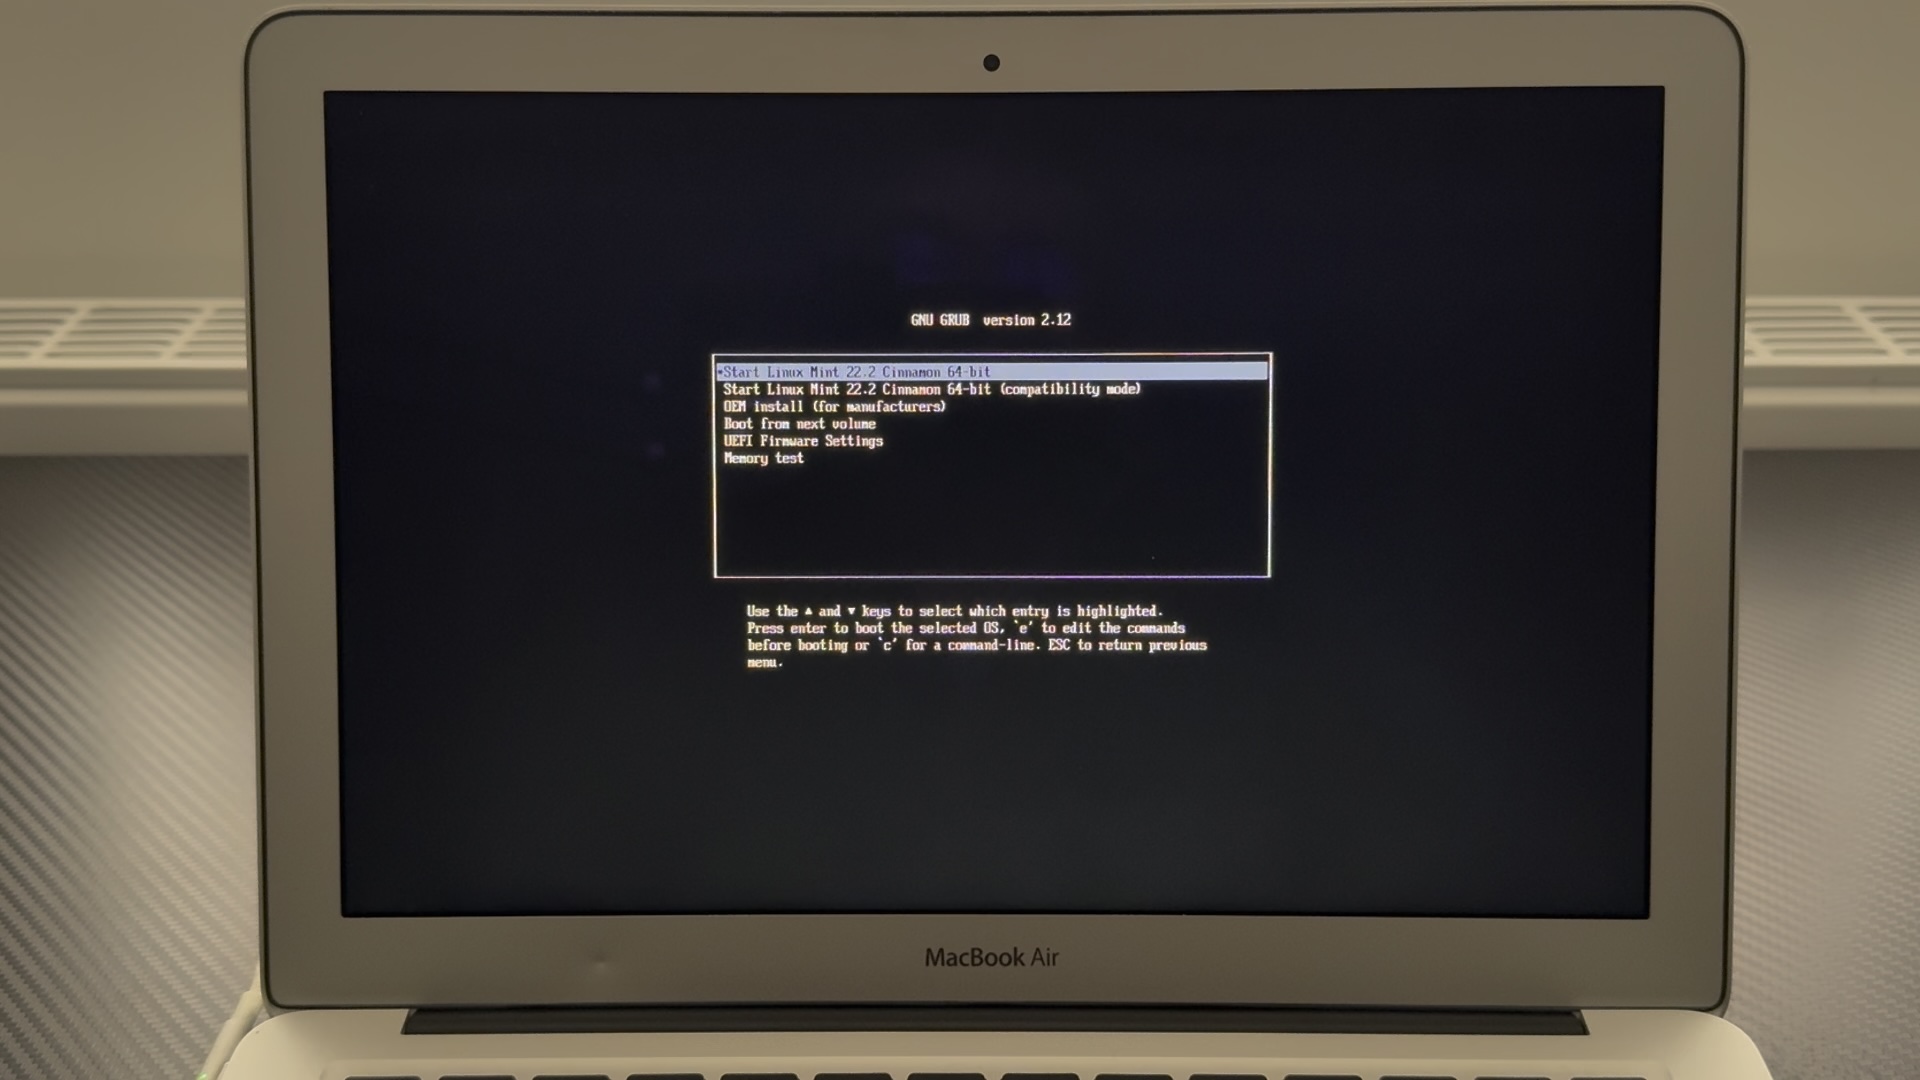 GNU GRUB version 2.12
*Start Linux Mint 22.2 Cinnamon 64-bit
Start Linux Mint 22.2 Cinnamon 64-bit (compatibility mode)
OEM install (for manufacturers)
Boot from next volume
UEFI Firmware Settings
Memory test
Use the ▲ and ▼ keys to select which entry is highlighted.
Press enter to boot the selected OS, `e' to edit the commands
before booting or `c' for a command-line. ESC to return previous
menu.
MacBook Air